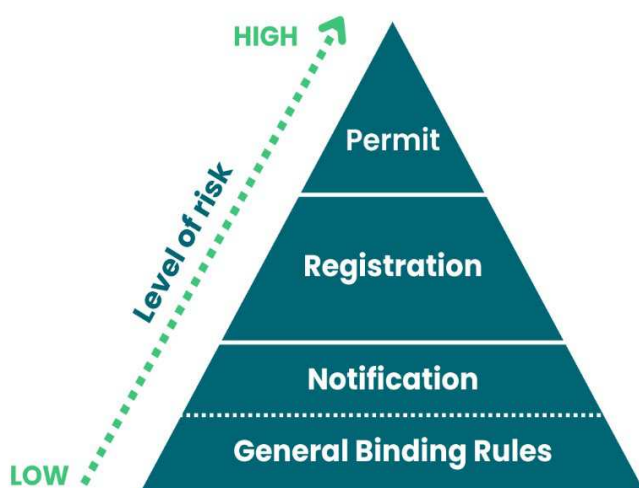 HIGH
Permit
Level of risk
Registration
Notification
General Binding Rules
LOW